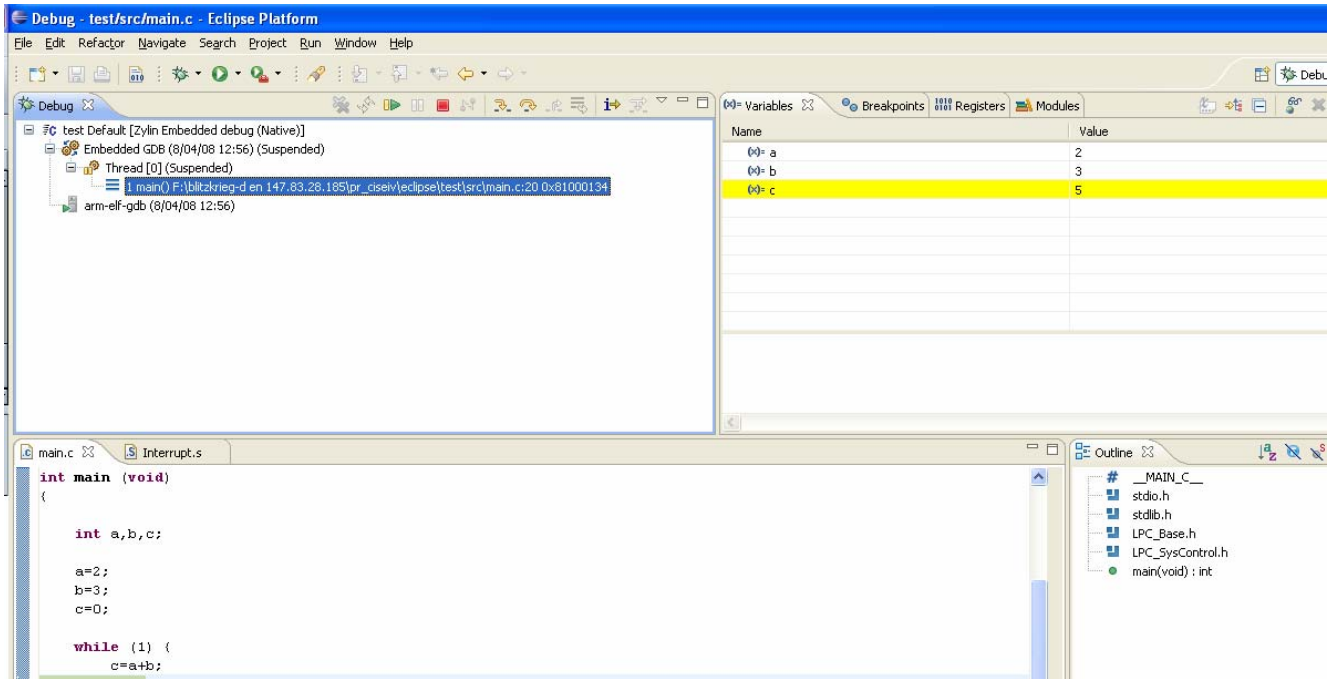 Debug - test/src/main.c - Eclipse Platform
File Edit Refactor Navigate Search Project Run Window Help
Debu
Debug
(x)= Variables Breakpoints 1010 0101 Registers Modules
test Default [Zylin Embedded debug (Native)]
Embedded GDB (8/04/08 12:56) (Suspended)
Thread [0] (Suspended)
1 main() F:\blitzkrieg-d en 147.83.28.185\pr_ciseiv\eclipse\test\src\main.c:20 0x81000134
arm-elf-gdb (8/04/08 12:56)
Name Value
(x)= a 2
(x)= b 3
(x)= c 5
main.c Interrupt.s
int main (void)
{
int a,b,c;
a=2;
b=3;
c=0;
while (1) {
c=a+b;
Outline
# __MAIN_C__
stdio.h
stdlib.h
LPC_Base.h
LPC_SysControl.h
main(void) : int